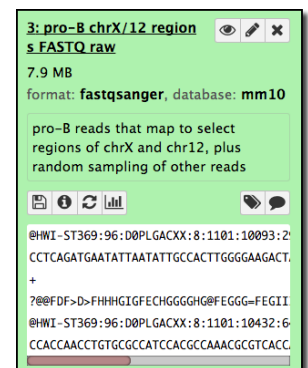 3: pro-B chrX/12 region
s FASTQ raw
7.9 MB
format: fastqsanger, database: mm10
pro-B reads that map to select
regions of chrX and chr12, plus
random sampling of other reads
@HWI-ST369:96:D0PLGACXX:8:1101:10093:2
CCTCAGATGAATATTAATATTGCCACTTGGGGAAGACT
+
?@@FDF>D>FHHHGIGFECHGGGGHG@FEGGG=FEGII
@HWI-ST369:96:D0PLGACXX:8:1101:10432:6
CCACCAACCTGTGCGCCATCCACGCCAAACGCGTCACC